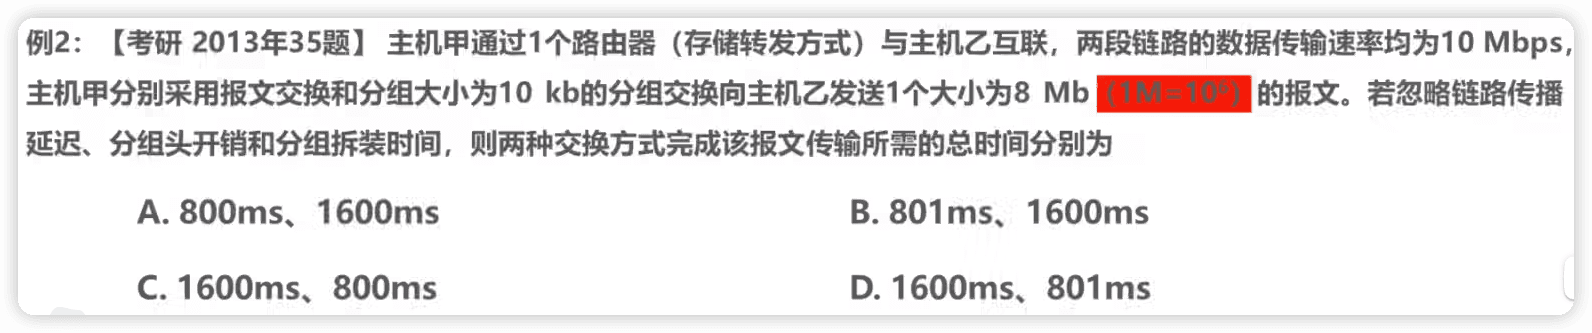 例2：【考研 2013年35题】 主机甲通过1个路由器（存储转发方式）与主机乙互联，两段链路的数据传输速率均为10 Mbps，
主机甲分别采用报文交换和分组大小为10 kb的分组交换向主机乙发送1个大小为8 Mb（1M=10⁶）的报文。若忽略链路传播
延迟、分组头开销和分组拆装时间，则两种交换方式完成该报文传输所需的总时间分别为
A. 800ms、1600ms
B. 801ms、1600ms
C. 1600ms、800ms
D. 1600ms、801ms